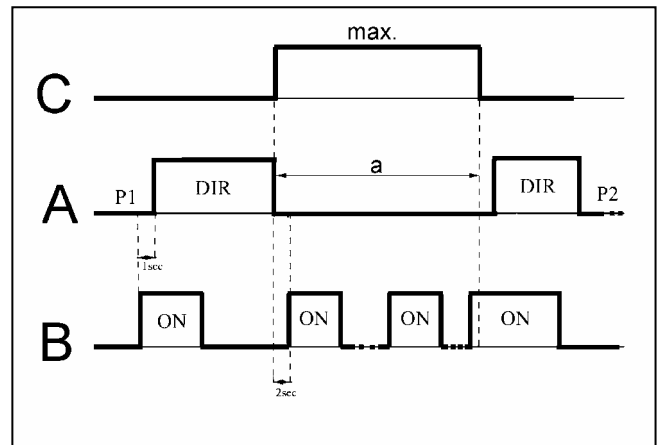 max.
C
a
P1 DIR DIR P2
A
1sec
ON ON ON ON
B
2sec